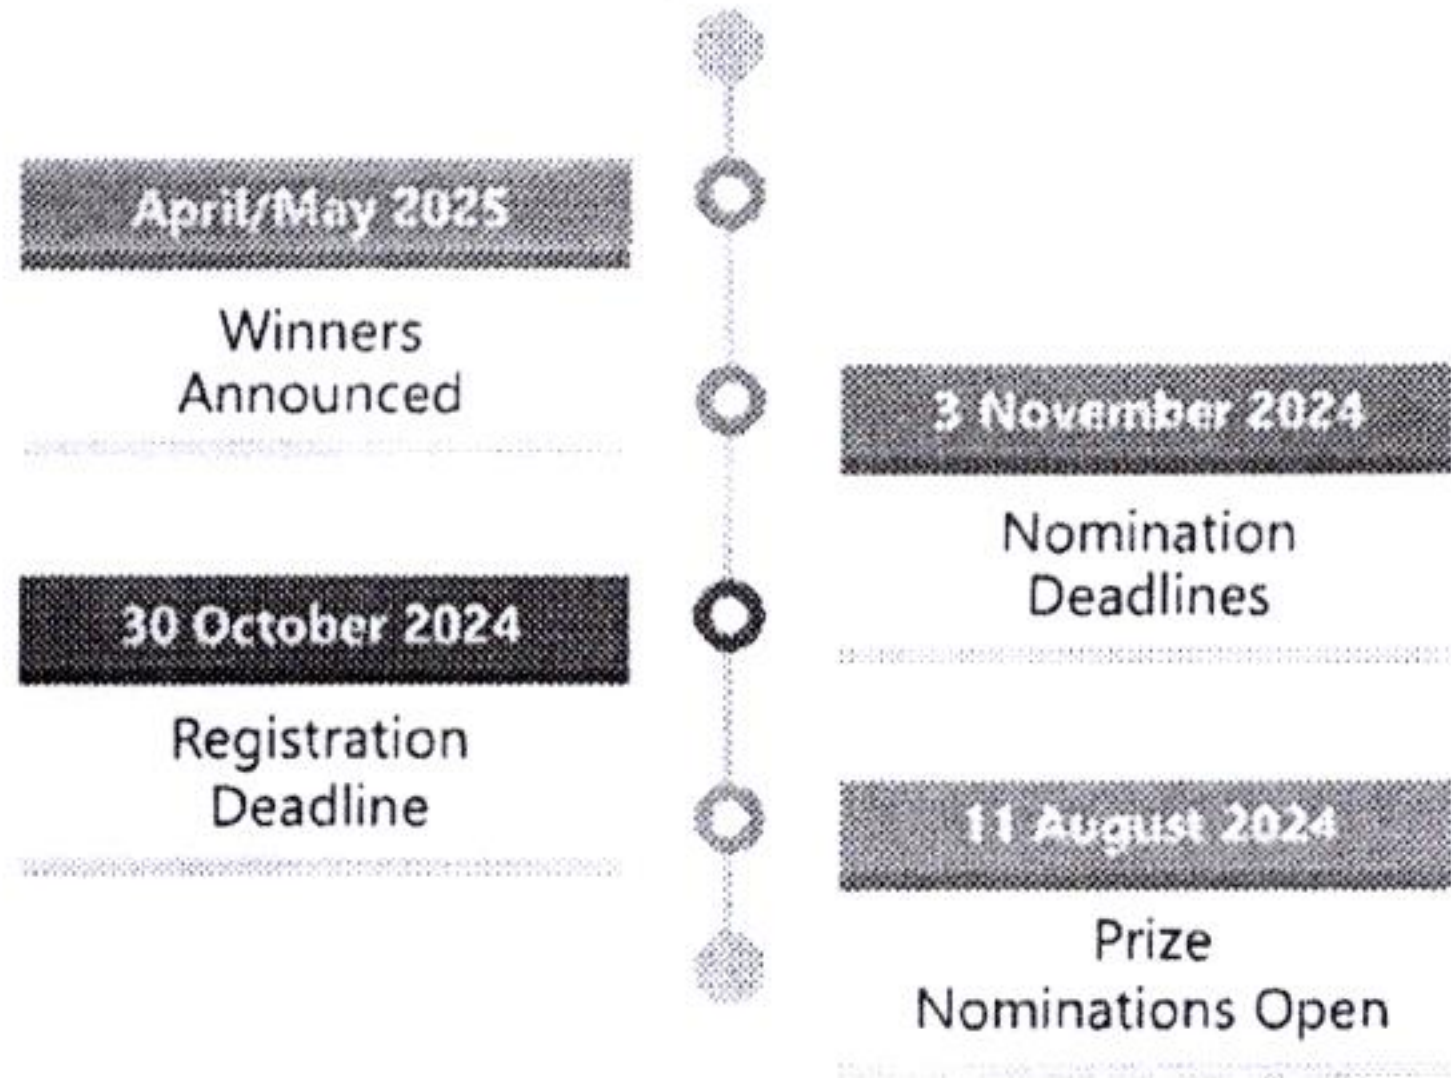 April/May 2025
Winners
Announced
3 November 2024
Nomination
Deadlines
30 October 2024
Registration
Deadline
11 August 2024
Prize
Nominations Open